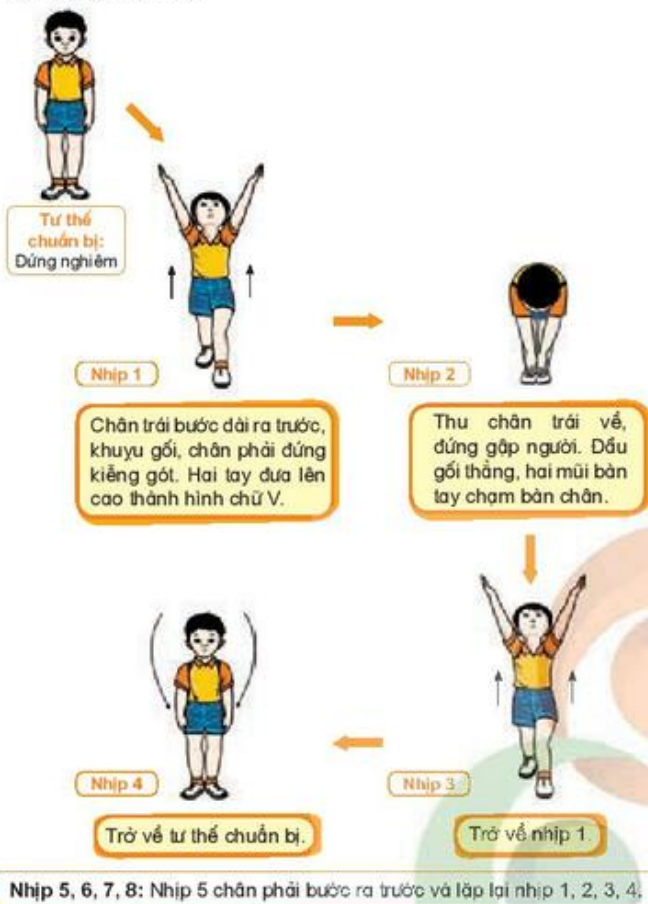 Tư thế
chuẩn bị:
Đứng nghiêm
Nhịp 1
Nhịp 2
Chân trái bước dài ra trước,
khuyu gối, chân phải đứng
kiễng gót. Hai tay đưa lên
cao thành hình chữ V.
Thu chân trái về,
đứng gập người. Đầu
gối thẳng, hai mũi bàn
tay chạm bàn chân.
Nhịp 4
Nhịp 3
Trở về tư thế chuẩn bị.
Trở về nhịp 1.
Nhịp 5, 6, 7, 8: Nhịp 5 chân phải bước ra trước và lặp lại nhịp 1, 2, 3, 4.